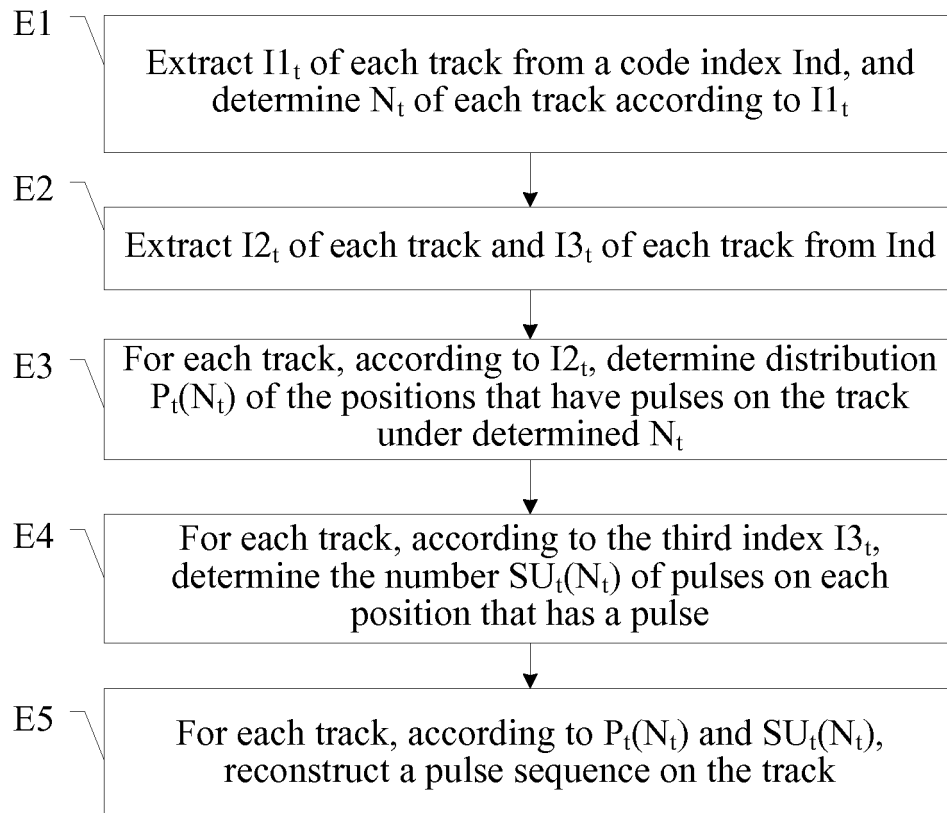 E1
Extract I1t of each track from a code index Ind, and
determine Nt of each track according to I1t
E2
Extract I2t of each track and I3t of each track from Ind
E3
For each track, according to I2t, determine distribution
Pt(Nt) of the positions that have pulses on the track
under determined Nt
E4
For each track, according to the third index I3t,
determine the number SUt(Nt) of pulses on each
position that has a pulse
E5
For each track, according to Pt(Nt) and SUt(Nt),
reconstruct a pulse sequence on the track